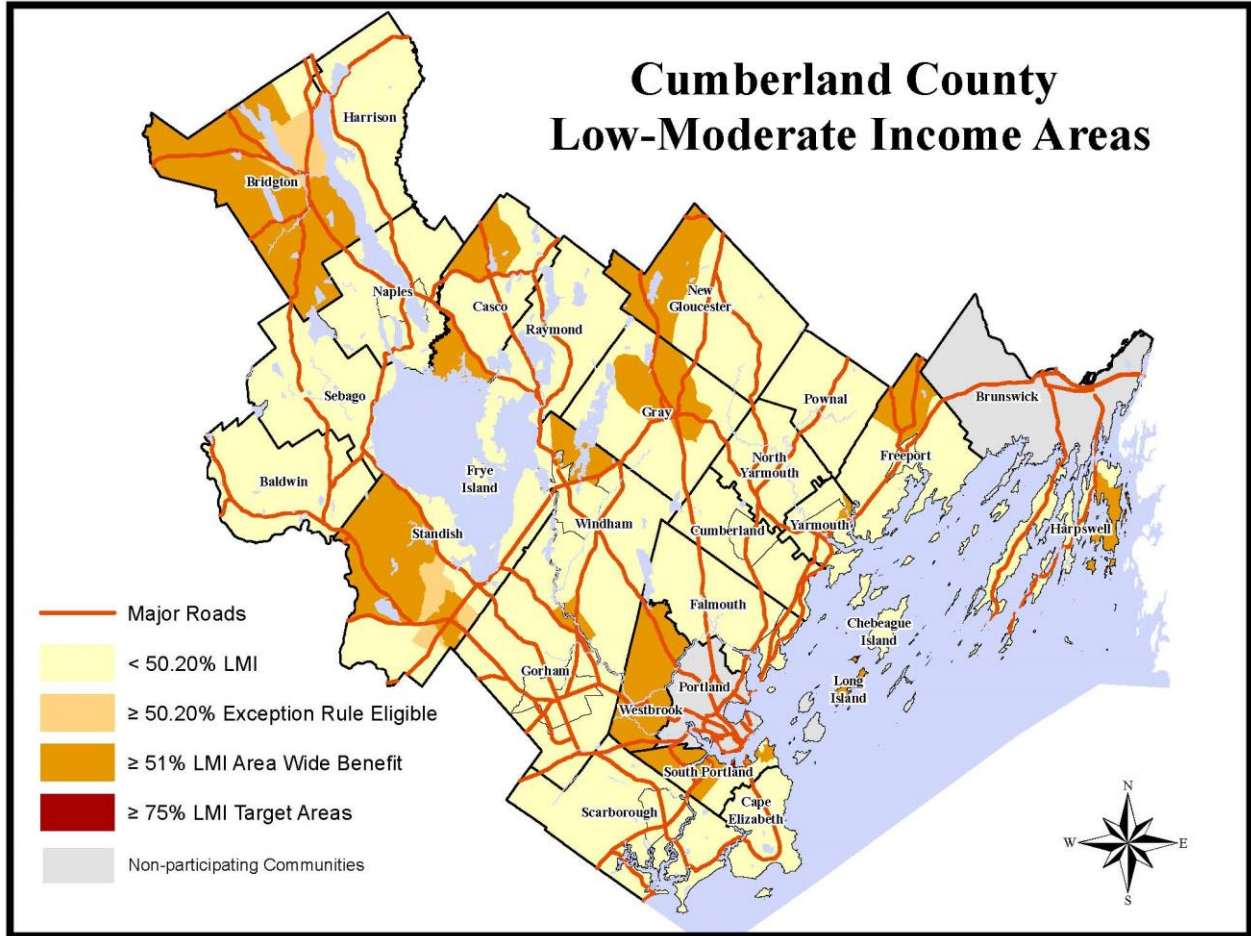 Cumberland County
Low-Moderate Income Areas
Harrison
Bridgton
Naples
Casco
Raymond
New
Gloucester
Sebago
Gray
Pownal
Brunswick
Baldwin
Frye
Island
North
Yarmouth
Freeport
Standish
Windham
Cumberland
Yarmouth
Harpswell
Falmouth
Chebeague
Island
Gorham
Portland
Long
Island
Westbrook
South Portland
Scarborough
Cape
Elizabeth
Major Roads
< 50.20% LMI
≥ 50.20% Exception Rule Eligible
≥ 51% LMI Area Wide Benefit
≥ 75% LMI Target Areas
Non-participating Communities
N
W
E
S